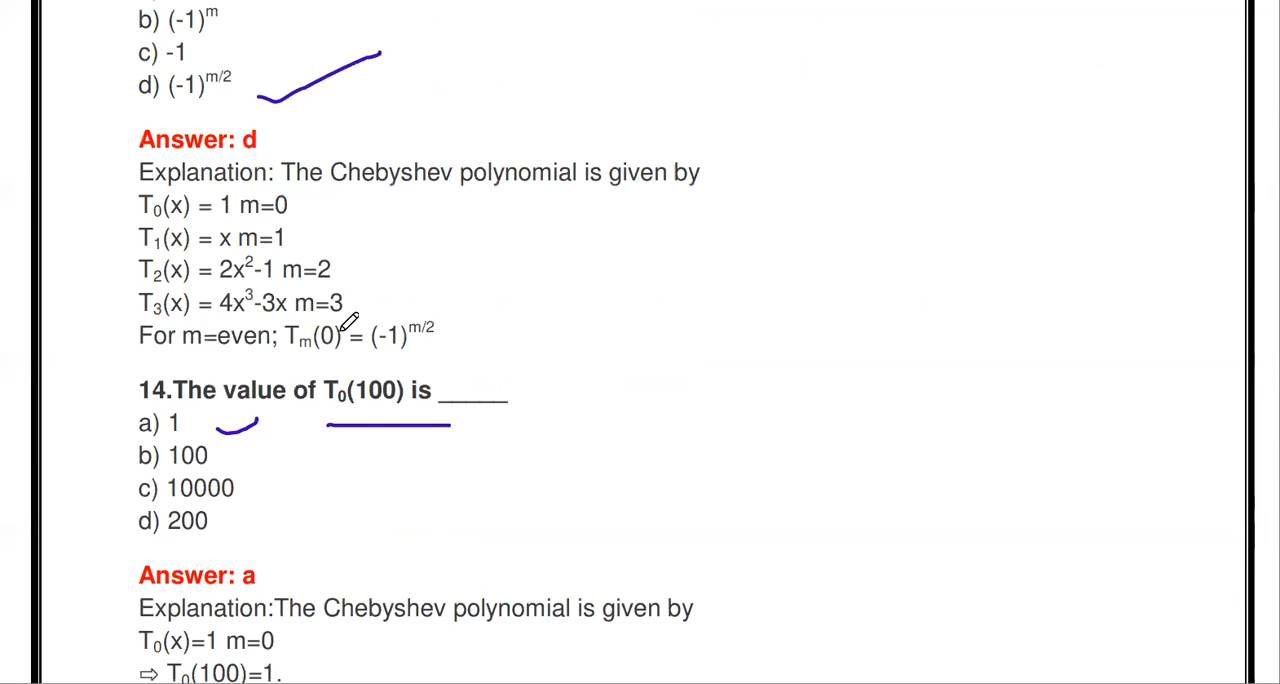 b) (-1)^m
c) -1
d) (-1)^m/2
Answer: d
Explanation: The Chebyshev polynomial is given by
T₀(x) = 1 m=0
T₁(x) = x m=1
T₂(x) = 2x²-1 m=2
T₃(x) = 4x³-3x m=3
For m=even; Tₘ(0) = (-1)^m/2
14.The value of T₀(100) is _____
a) 1
b) 100
c) 10000
d) 200
Answer: a
Explanation:The Chebyshev polynomial is given by
T₀(x)=1 m=0
⇨ T₀(100)=1.